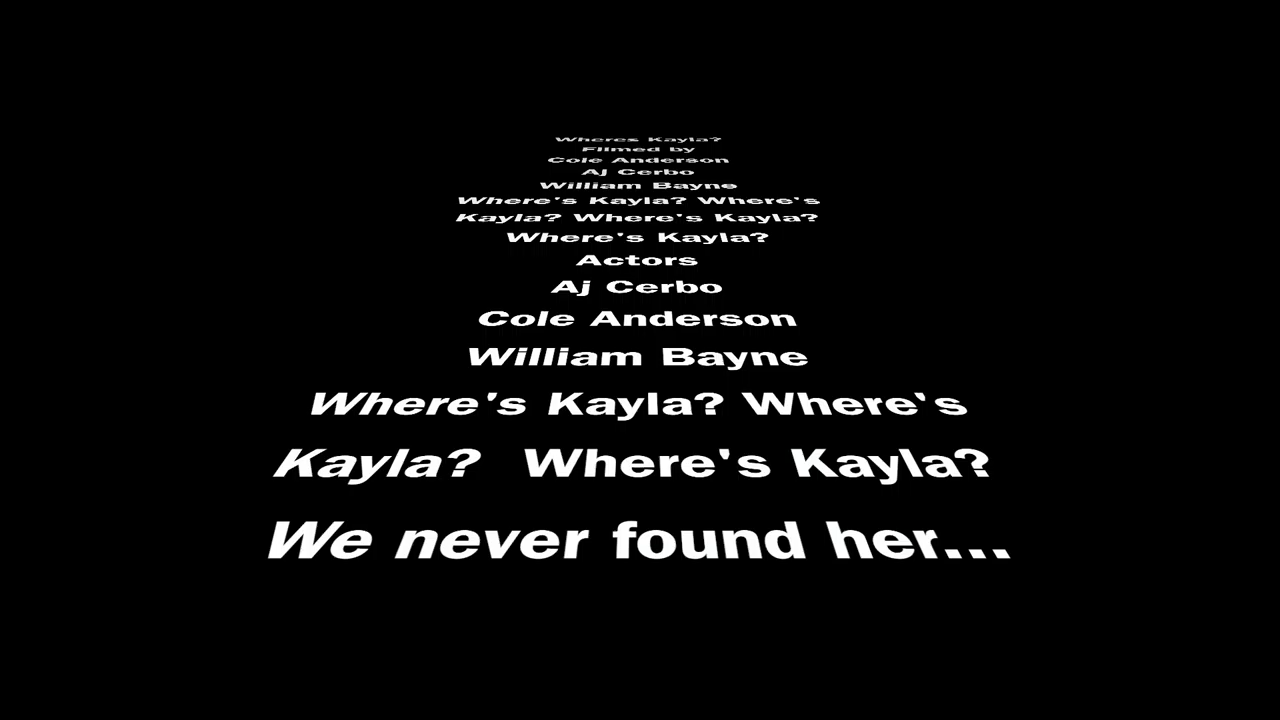 Wheres Kayla?
Filmed by
Cole Anderson
Aj Cerbo
William Bayne
Where's Kayla? Where's
Kayla? Where's Kayla?
Where's Kayla?
Actors
Aj Cerbo
Cole Anderson
William Bayne
Where's Kayla? Where's
Kayla? Where's Kayla?
We never found her...